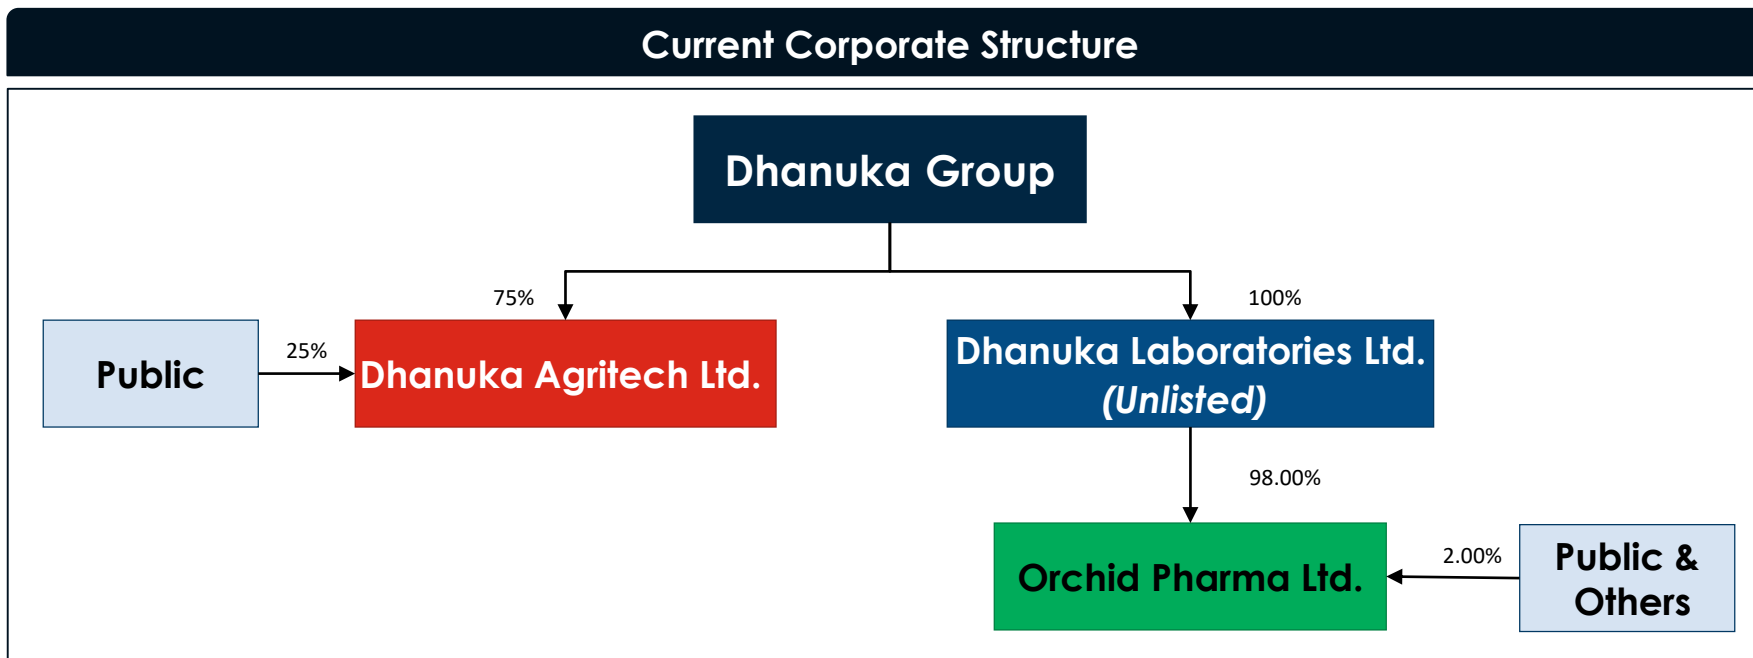 Current Corporate Structure
Dhanuka Group
75%
100%
Public
25%
Dhanuka Agritech Ltd.
Dhanuka Laboratories Ltd.
(Unlisted)
98.00%
Orchid Pharma Ltd.
2.00%
Public &
Others